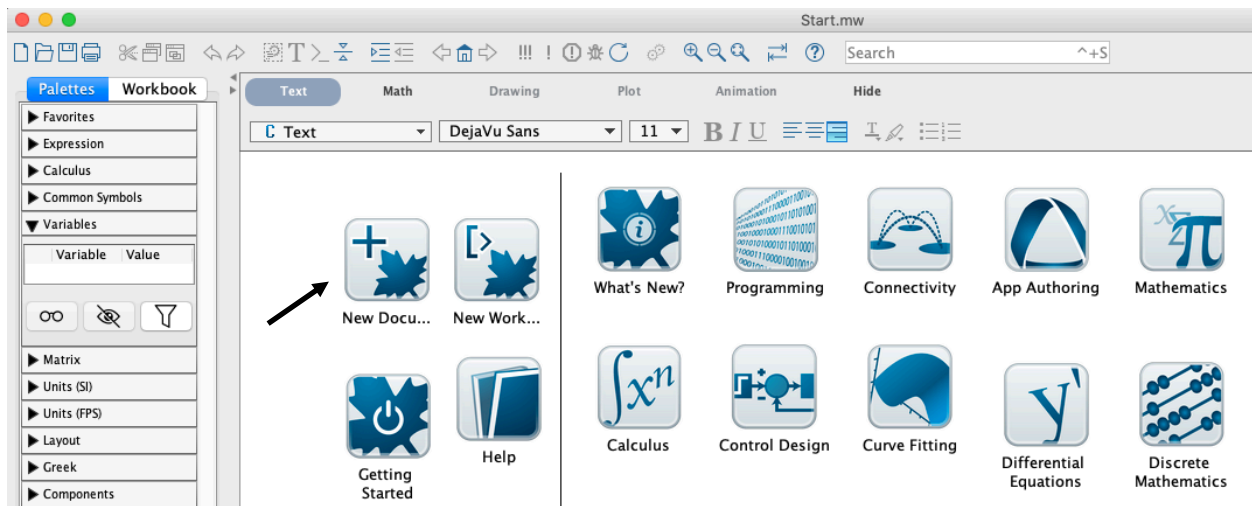 Start.mw
Search ^+S
Palettes Workbook
Text Math Drawing Plot Animation Hide
C Text DejaVu Sans 11 B I U
Favorites
Expression
Calculus
Common Symbols
Variables
Variable Value
Matrix
Units (SI)
Units (FPS)
Layout
Greek
Components
New Docu... New Work...
Getting
Started
Help
What's New? Programming Connectivity App Authoring Mathematics
Calculus Control Design Curve Fitting
Differential
Equations
Discrete
Mathematics